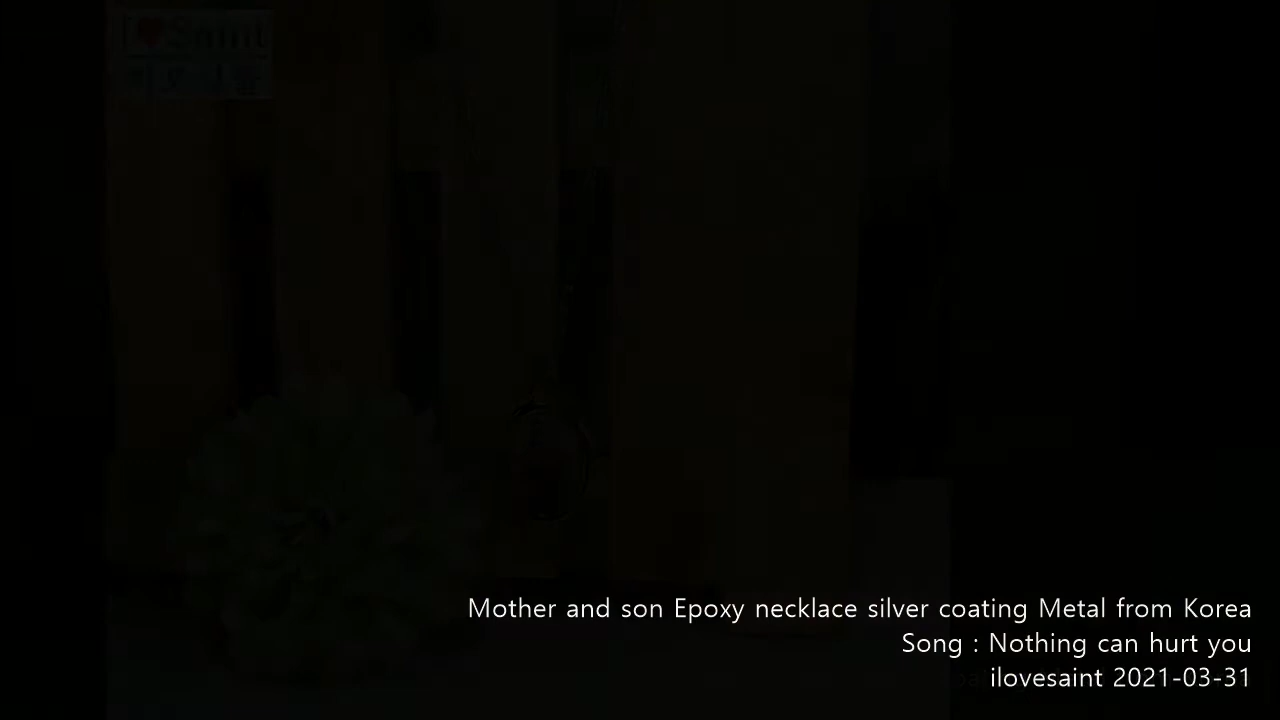 I ❤ Saint
Mother and son Epoxy necklace silver coating Metal from Korea
Song : Nothing can hurt you
ilovesaint 2021-03-31